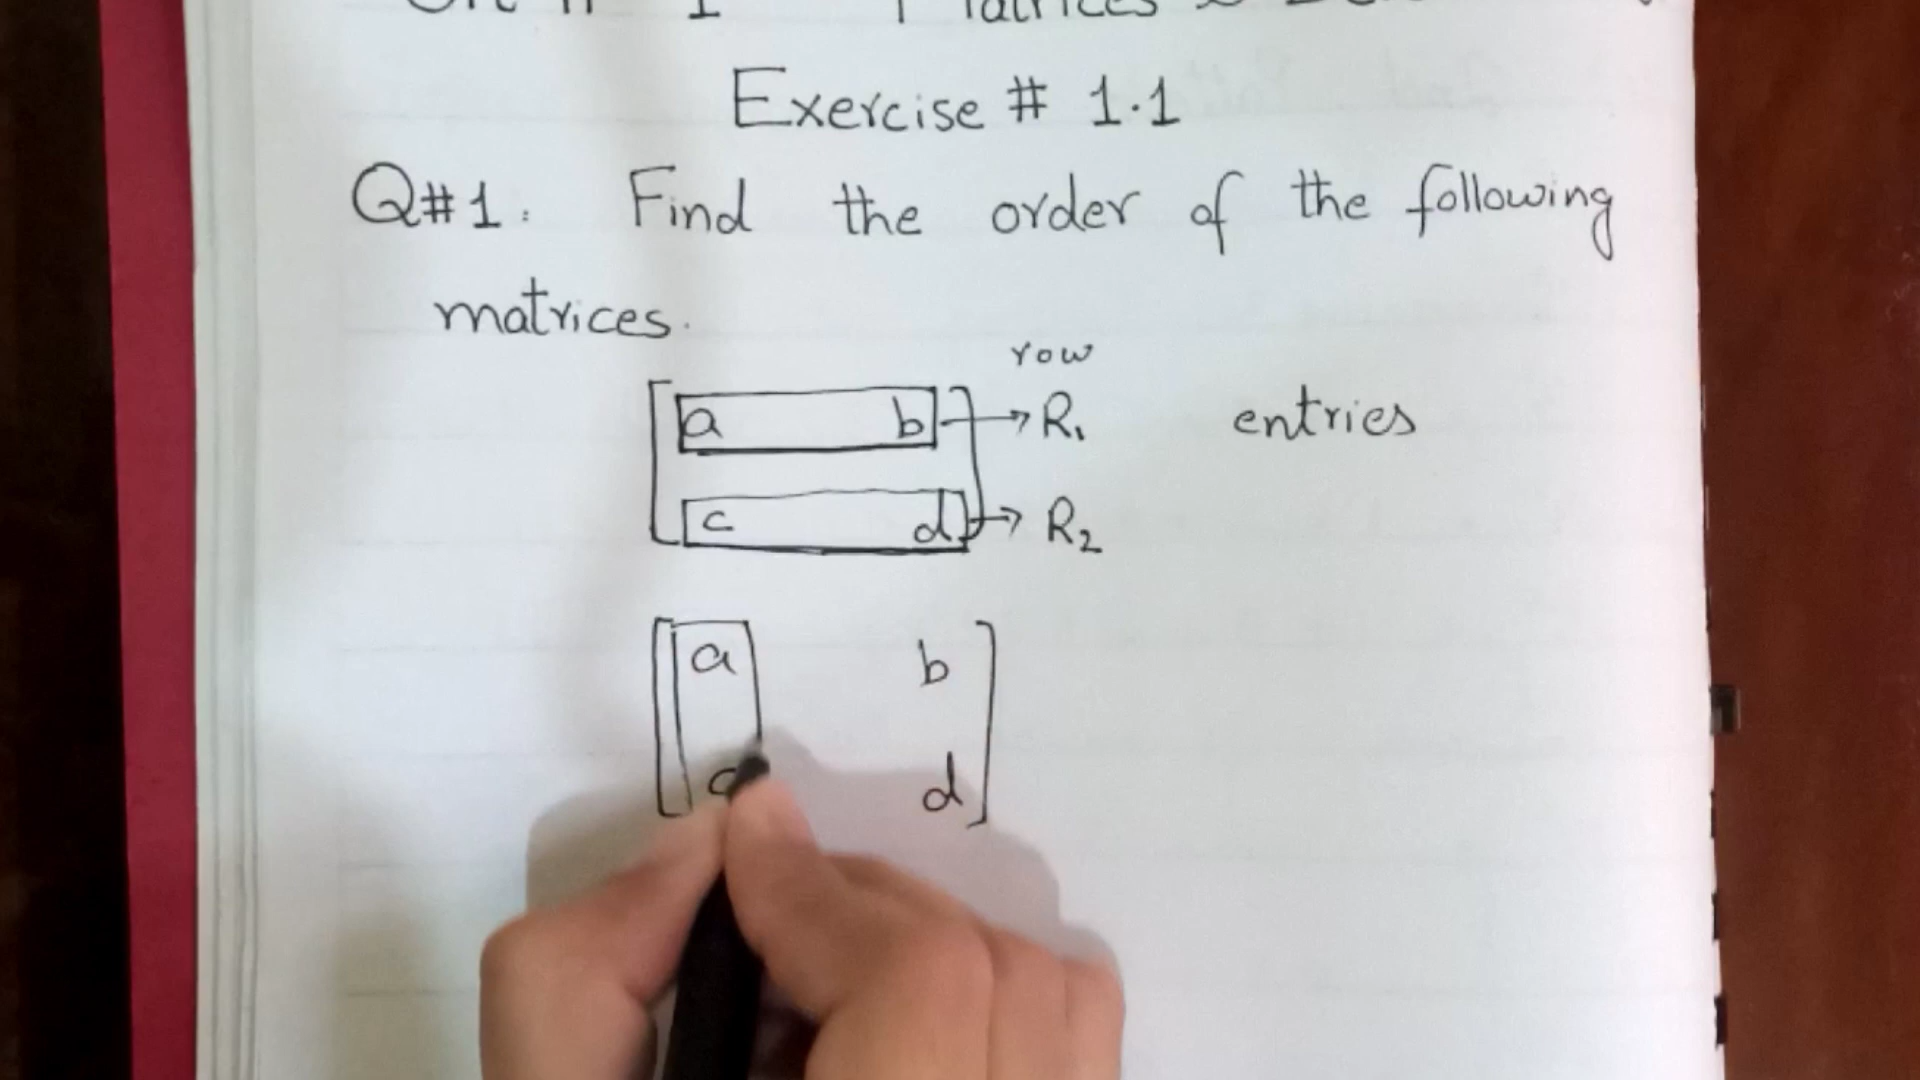 Exercise # 1.1
Q#1. Find the order of the following
matrices.
row
a b → R₁ entries
c d → R₂
a b
c d